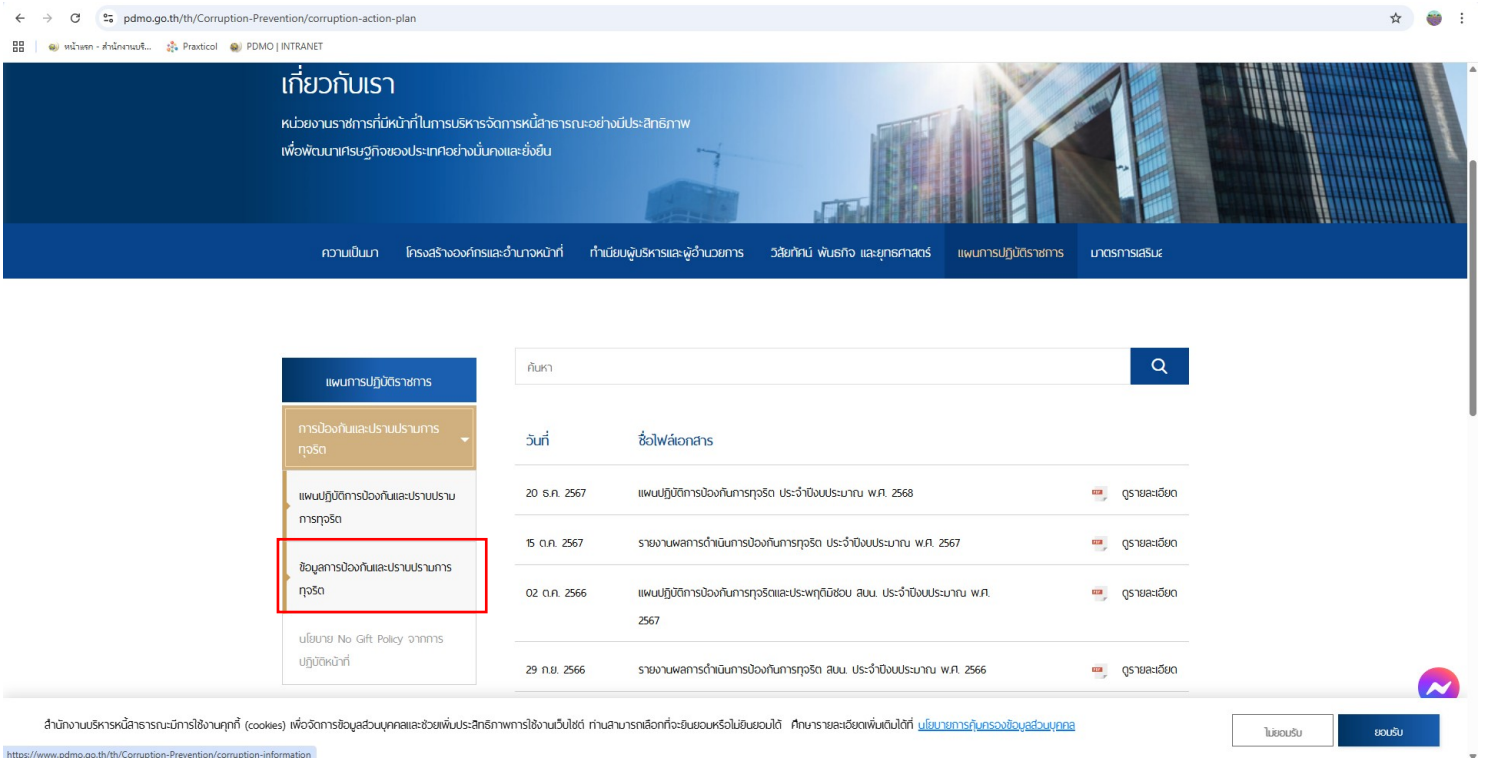 pdmo.go.th/th/Corruption-Prevention/corruption-action-plan
หน้าแรก - สำนักงานบริ... Praxticol PDMO | INTRANET
เกี่ยวกับเรา
หน่วยงานราชการที่มีหน้าที่ในการบริหารจัดการหนี้สาธารณะอย่างมีประสิทธิภาพ
เพื่อพัฒนาเศรษฐกิจของประเทศอย่างมั่นคงและยั่งยืน
ความเป็นมา โครงสร้างองค์กรและอำนาจหน้าที่ ทำเนียบผู้บริหารและผู้อำนวยการ วิสัยทัศน์ พันธกิจ และยุทธศาสตร์ แผนการปฏิบัติราชการ มาตรการเสริมส
ค้นหา
แผนการปฏิบัติราชการ
การป้องกันและปราบปรามการ
ทุจริต
วันที่ ชื่อไฟล์เอกสาร
แผนปฏิบัติการป้องกันและปราบปราม
การทุจริต
20 ธ.ค. 2567 แผนปฏิบัติการป้องกันการทุจริต ประจำปีงบประมาณ พ.ศ. 2568 PDF ดูรายละเอียด
15 ต.ค. 2567 รายงานผลการดำเนินการป้องกันการทุจริต ประจำปีงบประมาณ พ.ศ. 2567 PDF ดูรายละเอียด
ข้อมูลการป้องกันและปราบปรามการ
ทุจริต
02 ต.ค. 2566 แผนปฏิบัติการป้องกันการทุจริตและประพฤติมิชอบ สบน. ประจำปีงบประมาณ พ.ศ.
2567
PDF ดูรายละเอียด
นโยบาย No Gift Policy จากการ
ปฏิบัติหน้าที่
29 ก.ย. 2566 รายงานผลการดำเนินการป้องกันการทุจริต สบน. ประจำปีงบประมาณ พ.ศ. 2566 PDF ดูรายละเอียด
สำนักงานบริหารหนี้สาธารณะมีการใช้งานคุกกี้ (cookies) เพื่อจัดการข้อมูลส่วนบุคคลและช่วยเพิ่มประสิทธิภาพการใช้งานเว็บไซต์ ท่านสามารถเลือกที่จะยินยอมหรือไม่ยินยอมได้ ศึกษารายละเอียดเพิ่มเติมได้ที่ นโยบายการคุ้มครองข้อมูลส่วนบุคคล
ไม่ยอมรับ ยอมรับ
https://www.pdmo.go.th/th/Corruption-Prevention/corruption-information